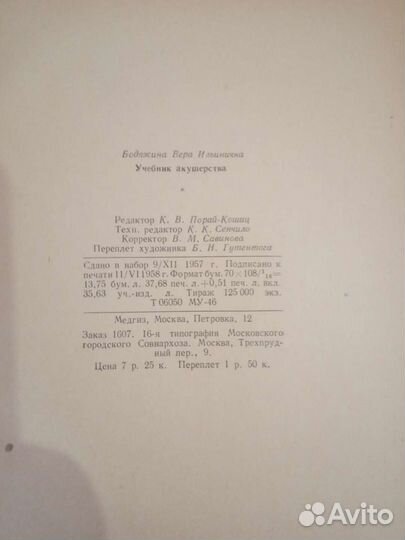 Бодяжина Вера Ильинична
Учебник акушерства
*
Редактор К. В. Порай-Кошиц
Техн. редактор К. К. Сенчило
Корректор В. М. Савинова
Переплет художника Б. Н. Гутентога
Сдано в набор 9/XII 1957 г. Подписано к
печати 11/VI 1958 г. Формат бум. 70×108/¹₁₆=
13,75 бум. л. 37,68 печ. л.+0,51 печ. л. вкл.
35,63 уч.-изд. л. Тираж 125 000 экз.
Т 06050 МУ-46
Медгиз, Москва, Петровка, 12
Заказ 1607. 16-я типография Московского
городского Совнархоза. Москва, Трехпруд-
ный пер., 9.
Цена 7 р. 25 к. Переплет 1 р. 50 к.
Avito